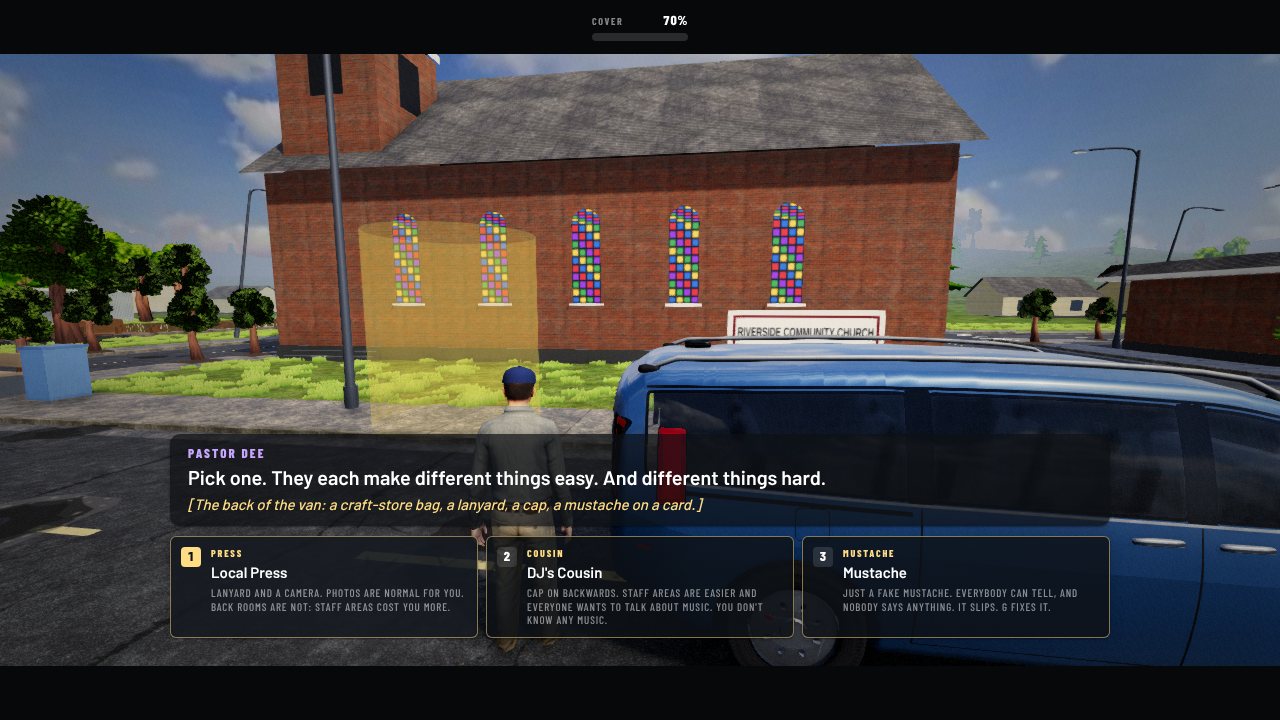 COVER 70%
RIVERSIDE COMMUNITY CHURCH
PASTOR DEE
Pick one. They each make different things easy. And different things hard.
[The back of the van: a craft-store bag, a lanyard, a cap, a mustache on a card.]
1 PRESS
Local Press
LANYARD AND A CAMERA. PHOTOS ARE NORMAL FOR YOU.
BACK ROOMS ARE NOT: STAFF AREAS COST YOU MORE.
2 COUSIN
DJ's Cousin
CAP ON BACKWARDS. STAFF AREAS ARE EASIER AND
EVERYONE WANTS TO TALK ABOUT MUSIC. YOU DON'T
KNOW ANY MUSIC.
3 MUSTACHE
Mustache
JUST A FAKE MUSTACHE. EVERYBODY CAN TELL, AND
NOBODY SAYS ANYTHING. IT SLIPS. G FIXES IT.